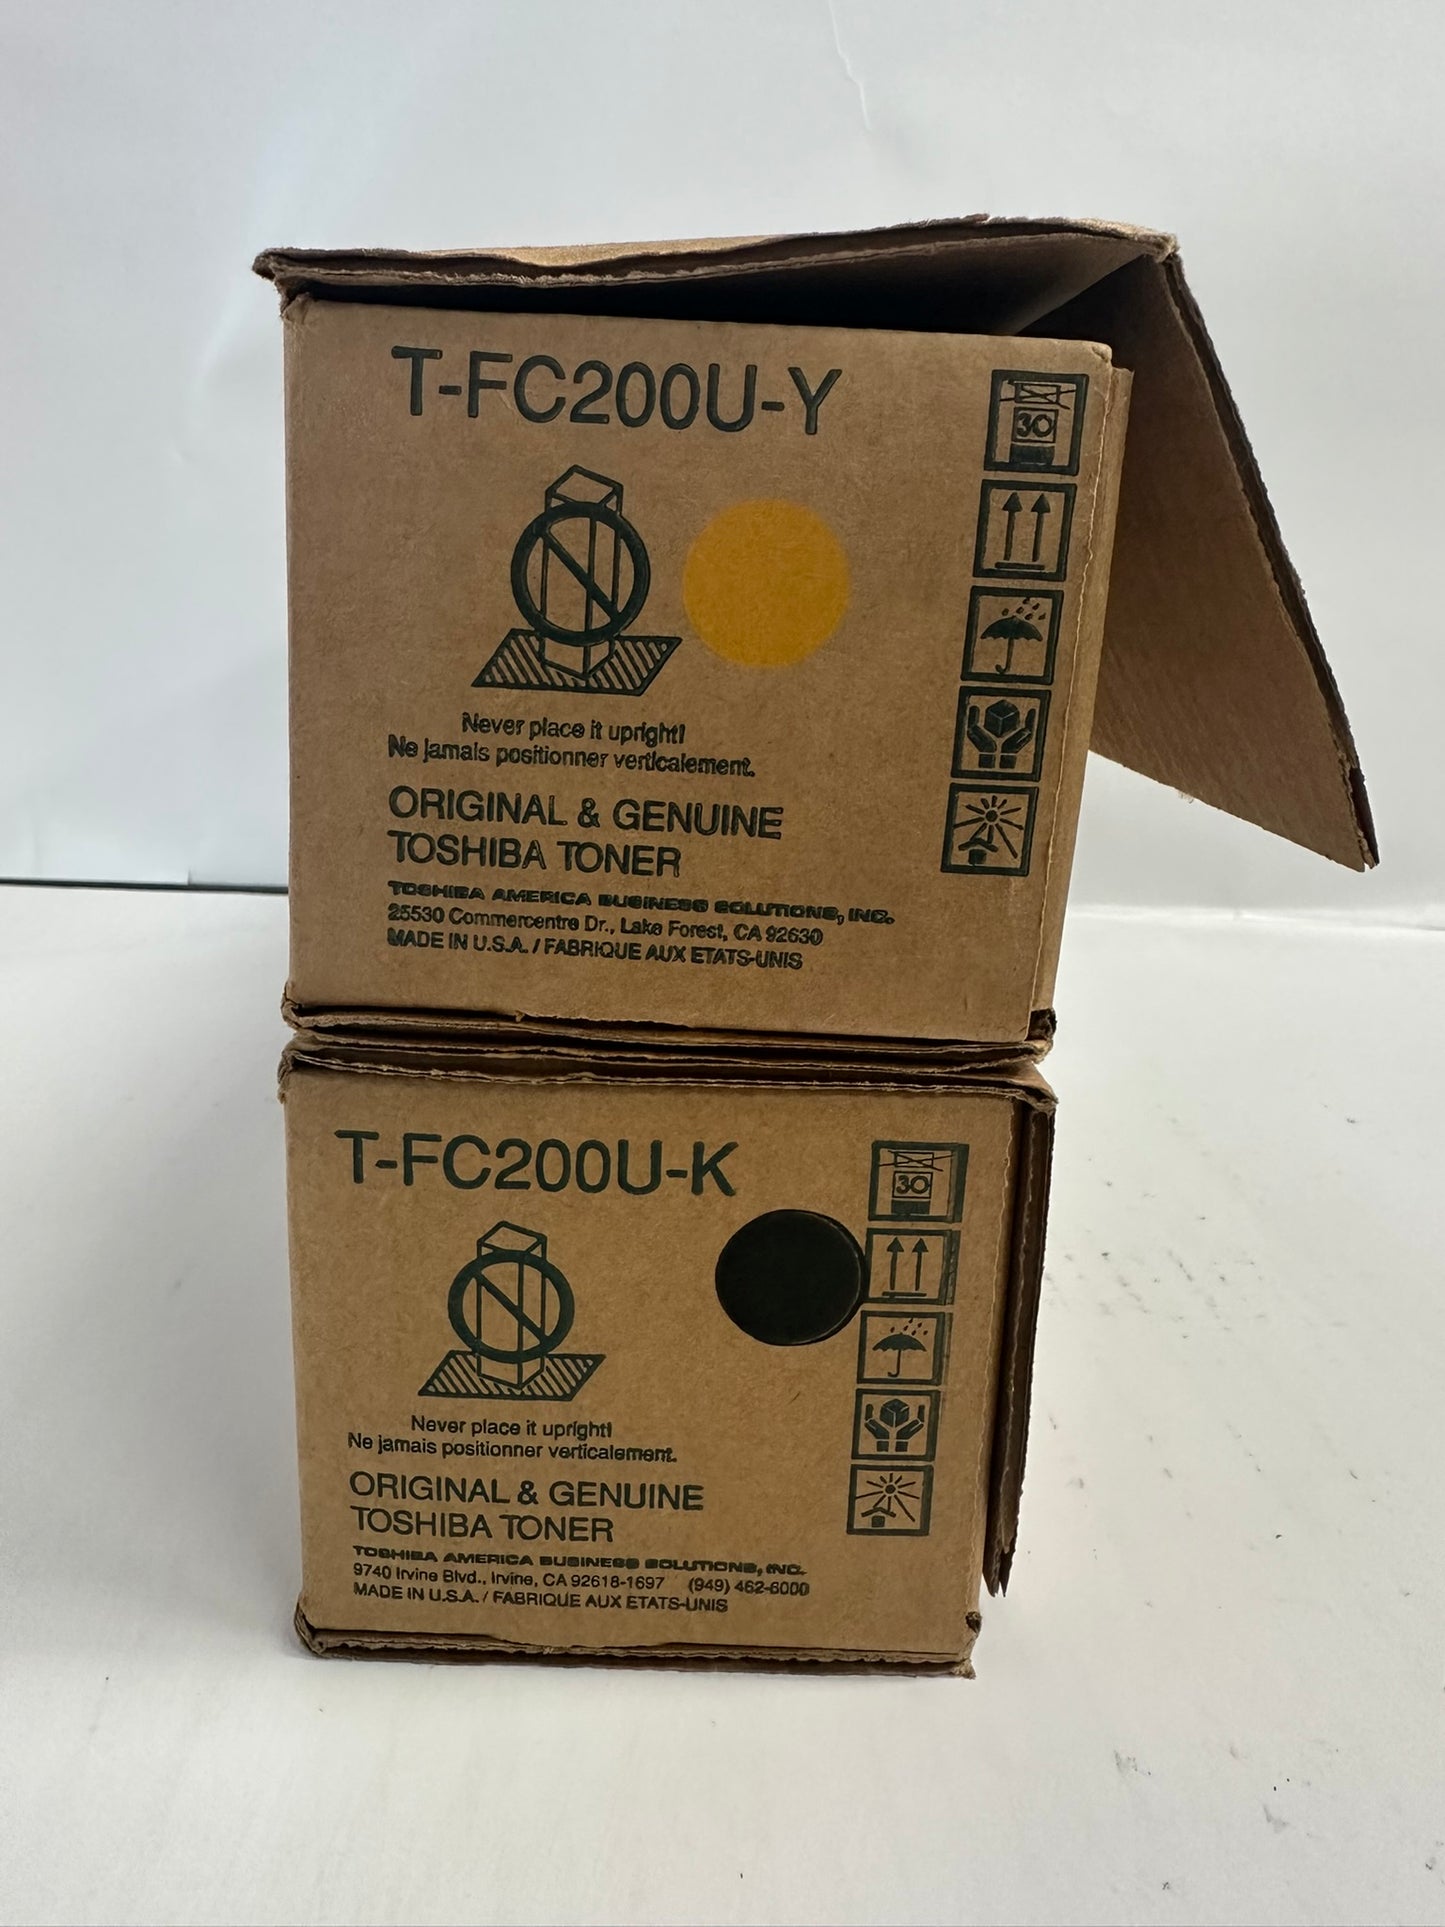 T-FC200U-Y
30
Never place it upright!
Ne jamais positionner verticalement.
ORIGINAL & GENUINE
TOSHIBA TONER
TOSHIBA AMERICA BUSINESS SOLUTIONS, INC.
25530 Commercentre Dr., Lake Forest, CA 92630
MADE IN U.S.A. / FABRIQUE AUX ETATS-UNIS
T-FC200U-K
30
Never place it upright!
Ne jamais positionner verticalement.
ORIGINAL & GENUINE
TOSHIBA TONER
TOSHIBA AMERICA BUSINESS SOLUTIONS, INC.
9740 Irvine Blvd., Irvine, CA 92618-1697 (949) 462-6000
MADE IN U.S.A. / FABRIQUE AUX ETATS-UNIS